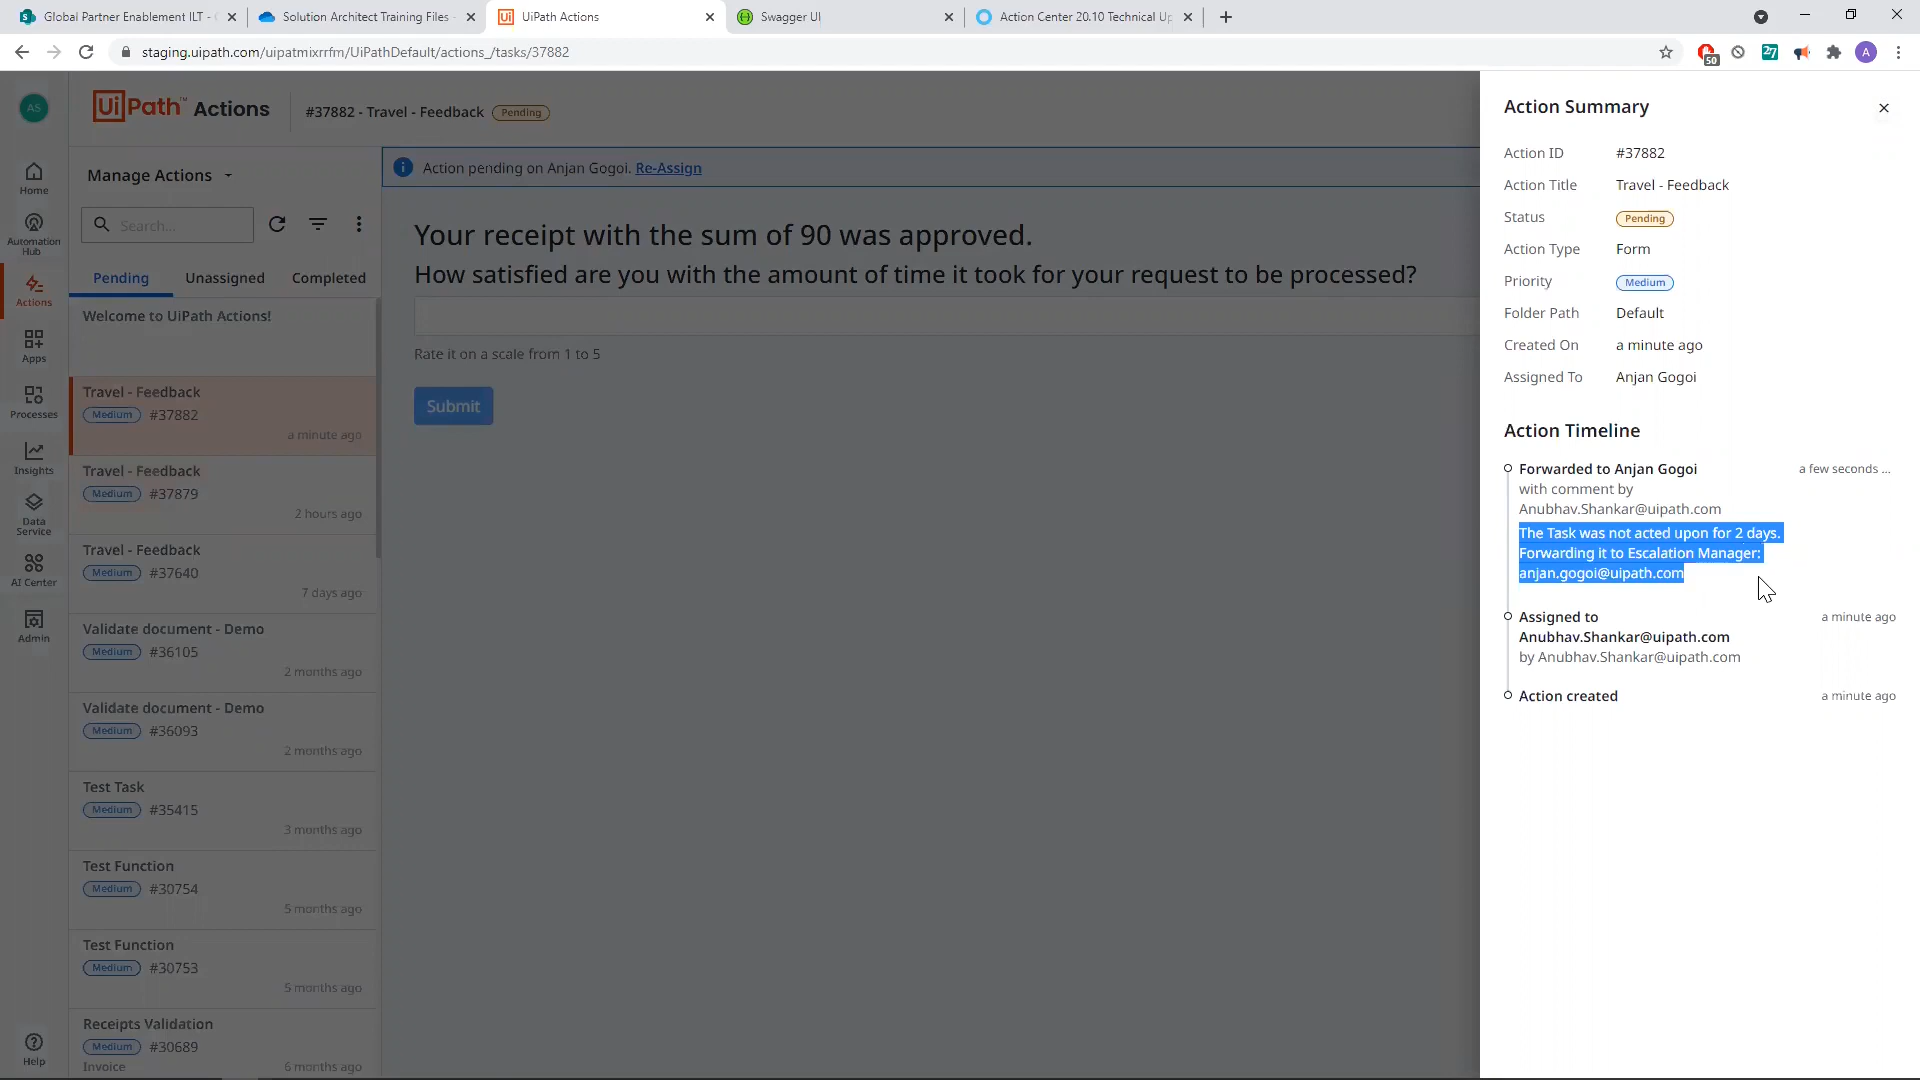 Global Partner Enablement ILT -
Solution Architect Training Files -
UiPath Actions
Swagger UI
Action Center 20.10 Technical Up
staging.uipath.com/uipatmixrrfm/UiPathDefault/actions_/tasks/37882
50
27
A
AS
UiPath™ Actions
#37882 - Travel - Feedback
Pending
Home
Automation Hub
Actions
Apps
Processes
Insights
Data Service
AI Center
Admin
Help
Manage Actions
Search...
Pending
Unassigned
Completed
Welcome to UiPath Actions!
Travel - Feedback
Medium #37882
a minute ago
Travel - Feedback
Medium #37879
2 hours ago
Travel - Feedback
Medium #37640
7 days ago
Validate document - Demo
Medium #36105
2 months ago
Validate document - Demo
Medium #36093
2 months ago
Test Task
Medium #35415
3 months ago
Test Function
Medium #30754
5 months ago
Test Function
Medium #30753
5 months ago
Receipts Validation
Medium #30689
Invoice
6 months ago
Action pending on Anjan Gogoi. Re-Assign
Your receipt with the sum of 90 was approved.
How satisfied are you with the amount of time it took for your request to be processed?
Rate it on a scale from 1 to 5
Submit
Action Summary
Action ID #37882
Action Title Travel - Feedback
Status Pending
Action Type Form
Priority Medium
Folder Path Default
Created On a minute ago
Assigned To Anjan Gogoi
Action Timeline
Forwarded to Anjan Gogoi a few seconds ...
with comment by
Anubhav.Shankar@uipath.com
The Task was not acted upon for 2 days.
Forwarding it to Escalation Manager:
anjan.gogoi@uipath.com
Assigned to a minute ago
Anubhav.Shankar@uipath.com
by Anubhav.Shankar@uipath.com
Action created a minute ago